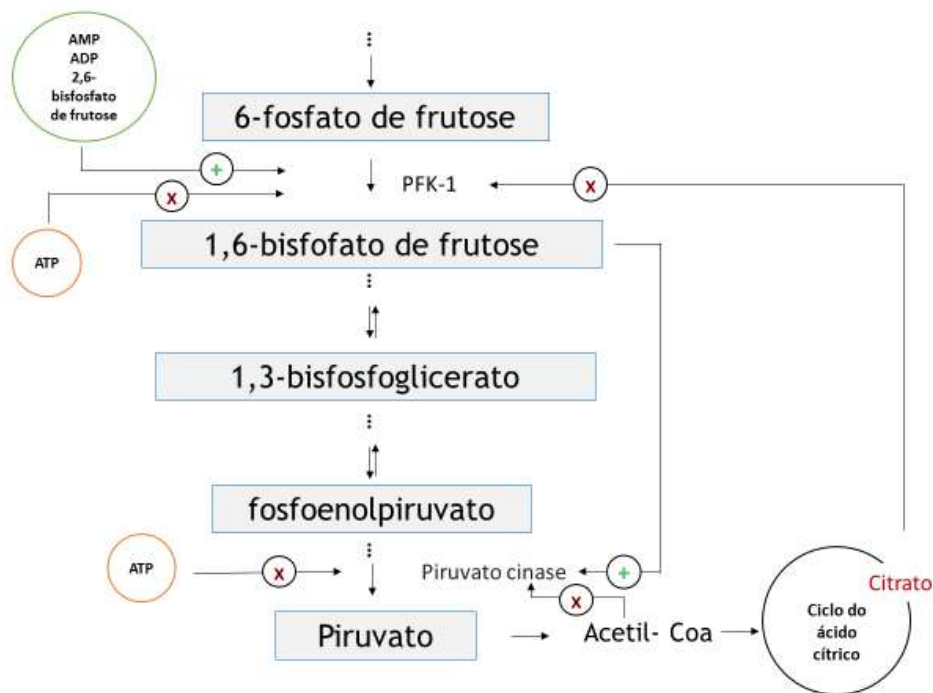 AMP
ADP
2,6-
bisfosfato
de frutose
6-fosfato de frutose
+
x
PFK-1
x
ATP
1,6-bisfofato de frutose
1,3-bisfosfoglicerato
fosfoenolpiruvato
ATP
x
Piruvato cinase
+
x
Piruvato
Acetil- Coa
Citrato
Ciclo do
ácido
cítrico